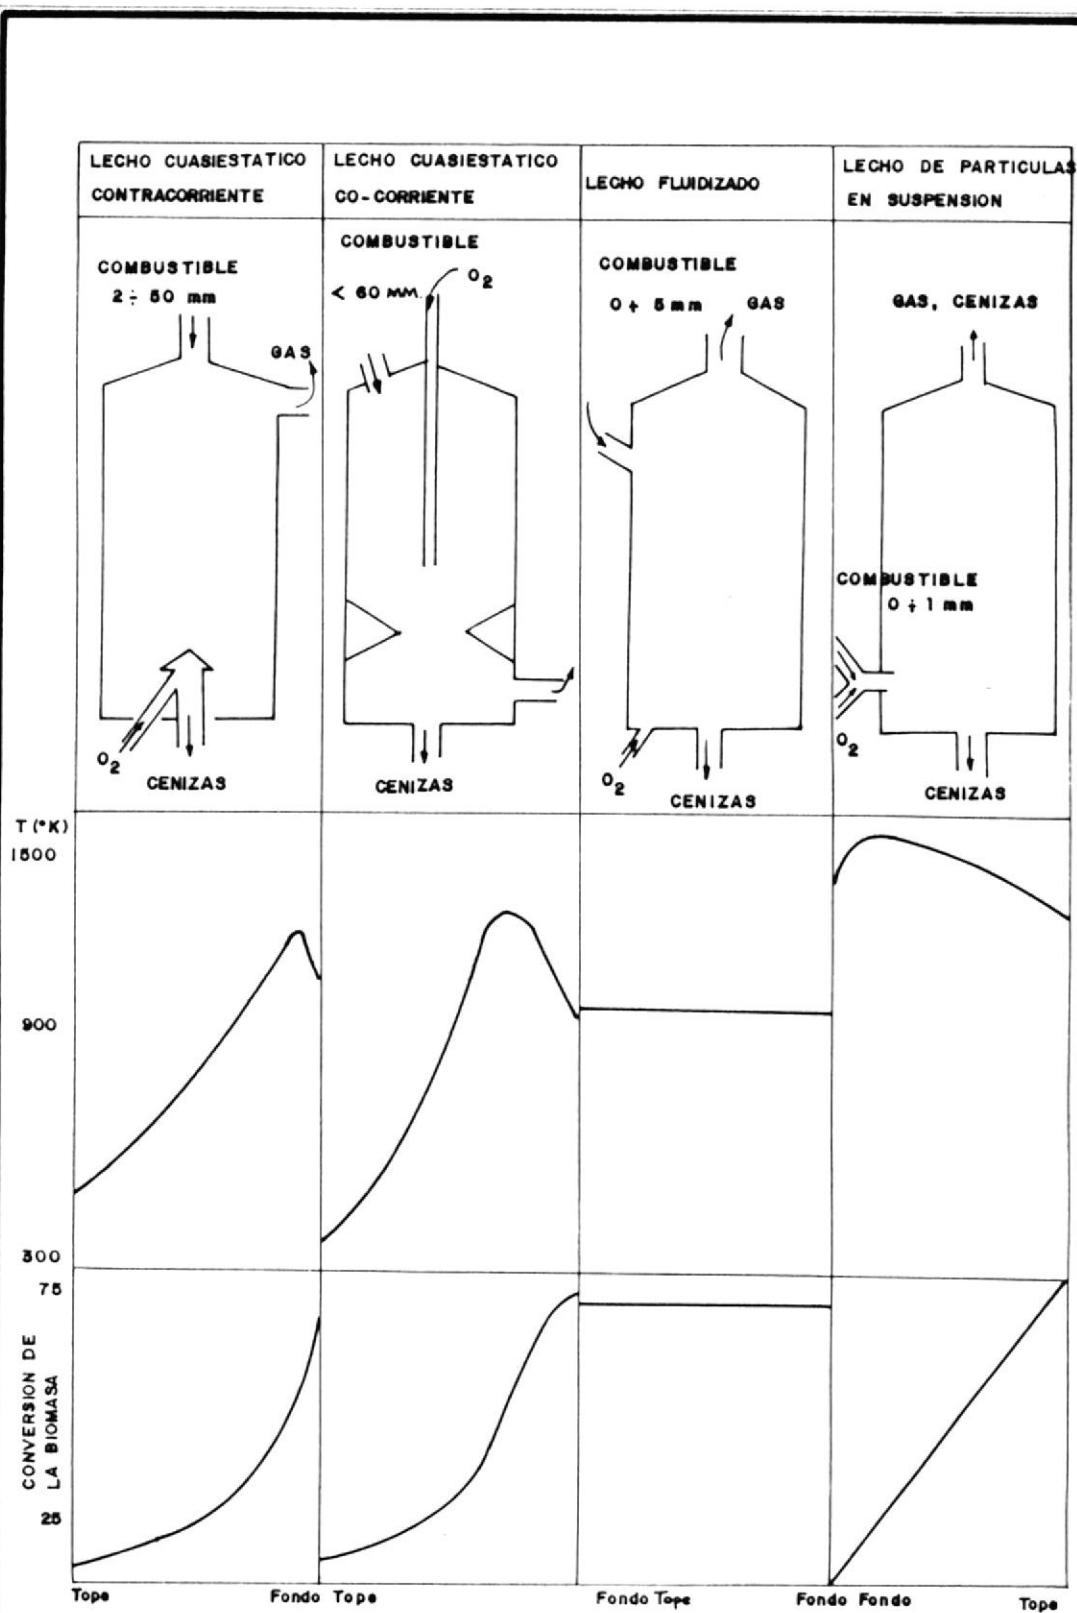 LECHO CUASIESTATICO
CONTRACORRIENTE
LECHO CUASIESTATICO
CO-CORRIENTE
LECHO FLUIDIZADO
LECHO DE PARTICULAS
EN SUSPENSION
COMBUSTIBLE
2 ÷ 50 mm
GAS
O2
CENIZAS
COMBUSTIBLE
< 60 MM.
O2
CENIZAS
COMBUSTIBLE
0 + 5 mm
GAS
O2
CENIZAS
GAS, CENIZAS
COMBUSTIBLE
0 ÷ 1 mm
O2
CENIZAS
T (°K)
1500
900
300
75
CONVERSION DE
LA BIOMASA
25
Tope
Fondo
Tope
Fondo
Tope
Fondo
Fondo
Tope